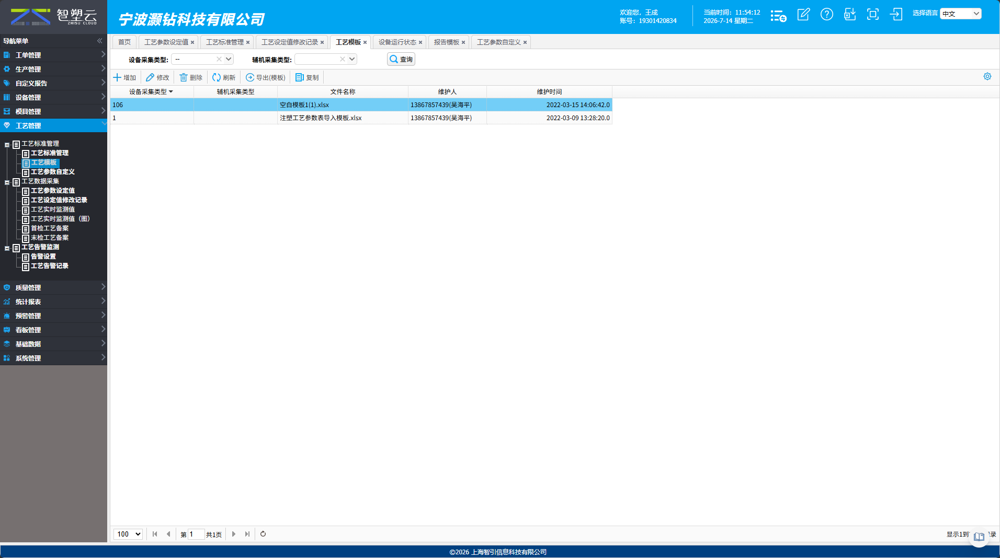 智塑云
ZHISU CLOUD
宁波灏钻科技有限公司
欢迎您，王成
账号：19301420834
当前时间：11:54:12
2026-7-14 星期二
选择语言 中文
导航菜单
工单管理
生产管理
自定义报告
设备管理
模具管理
工艺管理
工艺标准管理
工艺标准管理
工艺模板
工艺参数自定义
工艺数据采集
工艺参数设定值
工艺设定值修改记录
工艺实时监测值
工艺实时监测值（图）
首检工艺备案
末检工艺备案
工艺告警监测
告警设置
工艺告警记录
质量管理
统计报表
预警管理
看板管理
基础数据
系统管理
首页 工艺参数设定值 工艺标准管理 工艺设定值修改记录 工艺模板 设备运行状态 报告模板 工艺参数自定义
设备采集类型: -- 辅机采集类型: 查询
增加 修改 删除 刷新 导出(模板) 复制
设备采集类型 辅机采集类型 文件名称 维护人 维护时间
106 空白模板1(1).xlsx 13867857439(吴海平) 2022-03-15 14:06:42.0
1 注塑工艺参数表导入模板.xlsx 13867857439(吴海平) 2022-03-09 13:28:20.0
100 第 1 共1页
显示1到 录
©2026 上海智引信息科技有限公司